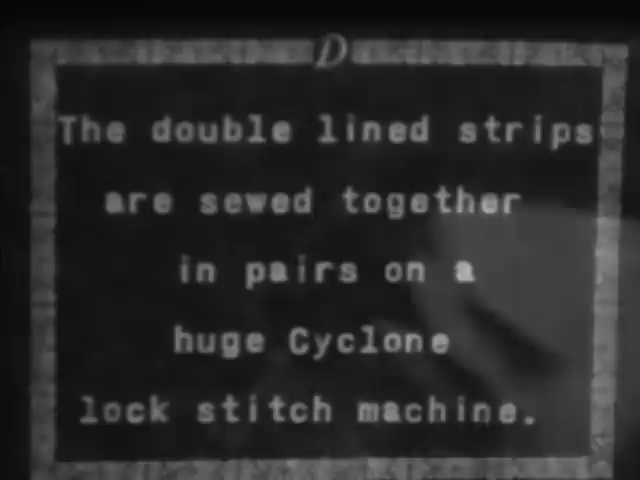 D
The double lined strips
are sewed together
in pairs on a
huge Cyclone
lock stitch machine.